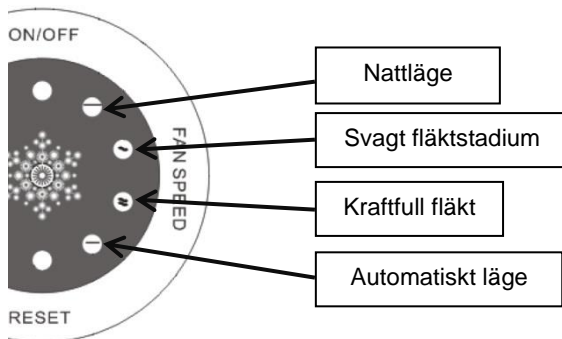 ON/OFF
FAN SPEED
RESET
Nattläge
Svagt fläktstadium
Kraftfull fläkt
Automatiskt läge